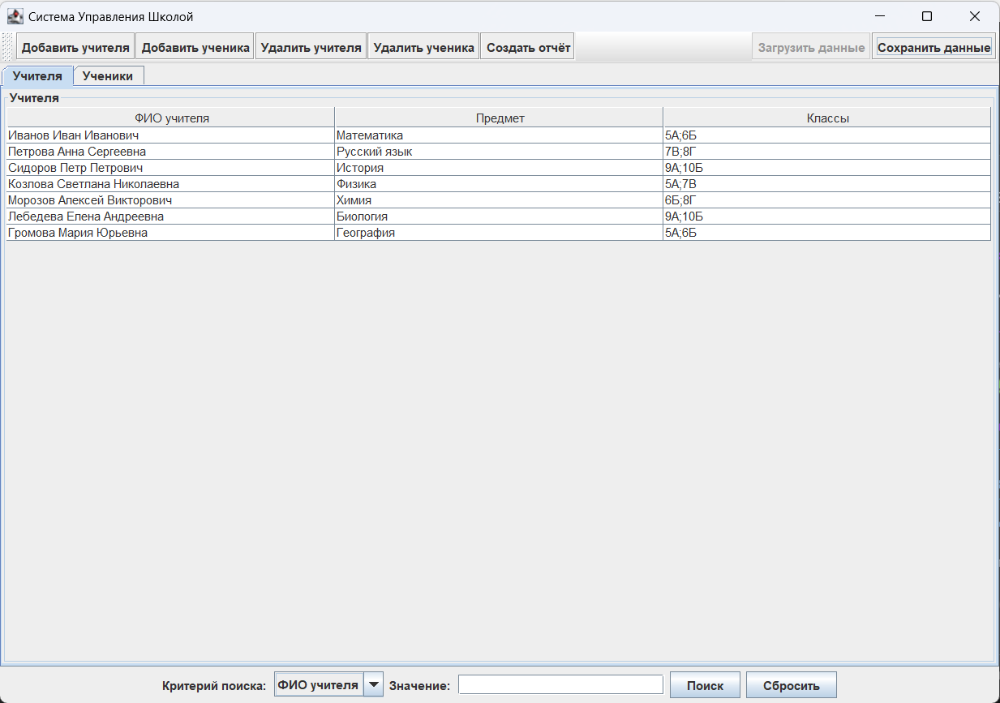 Система Управления Школой
Добавить учителя Добавить ученика Удалить учителя Удалить ученика Создать отчёт Загрузить данные Сохранить данные
Учителя Ученики
Учителя
ФИО учителя Предмет Классы
Иванов Иван Иванович Математика 5А;6Б
Петрова Анна Сергеевна Русский язык 7В;8Г
Сидоров Петр Петрович История 9А;10Б
Козлова Светлана Николаевна Физика 5А;7В
Морозов Алексей Викторович Химия 6Б;8Г
Лебедева Елена Андреевна Биология 9А;10Б
Громова Мария Юрьевна География 5А;6Б
Критерий поиска: ФИО учителя Значение: Поиск Сбросить